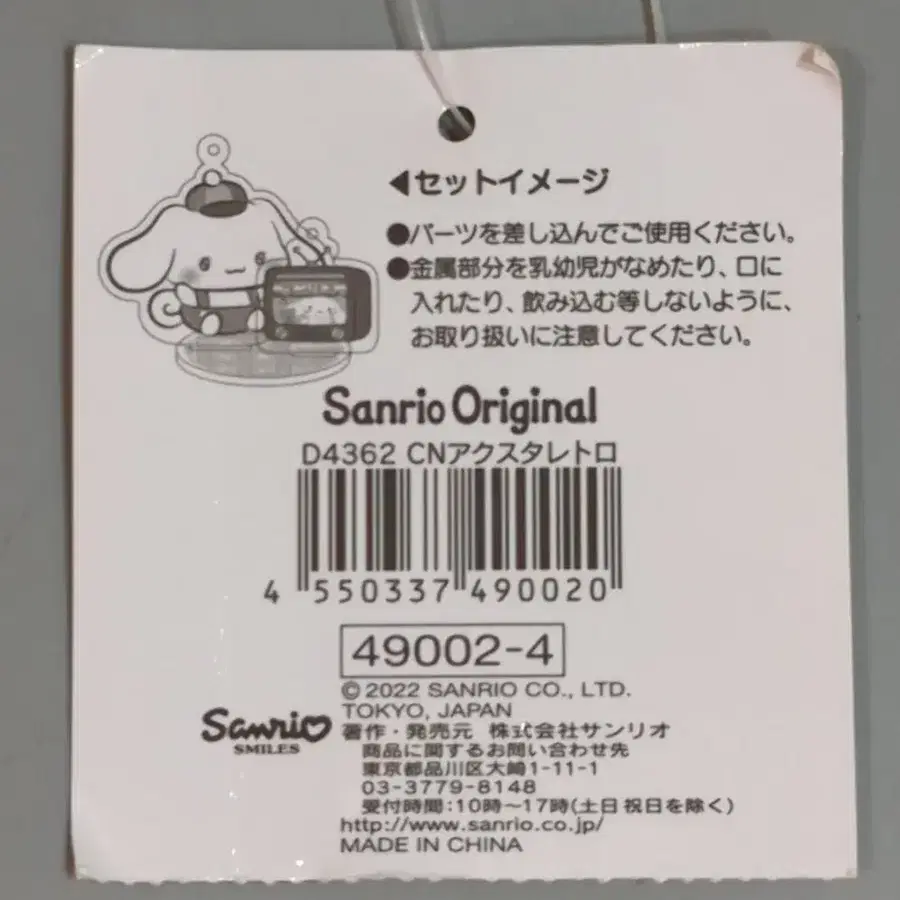 ◀セットイメージ
●パーツを差し込んでご使用ください。
●金属部分を乳幼児がなめたり、口に
入れたり、飲み込む等しないように、
お取り扱いに注意してください。
Sanrio Original
D4362 CNアクスタレトロ
4 550337 490020
49002-4
©2022 SANRIO CO., LTD.
TOKYO, JAPAN
Sanrio
SMILES
著作・発売元 株式会社サンリオ
商品に関するお問い合わせ先
東京都品川区大崎1-11-1
03-3779-8148
受付時間:10時〜17時(土日祝日を除く)
http://www.sanrio.co.jp/
MADE IN CHINA